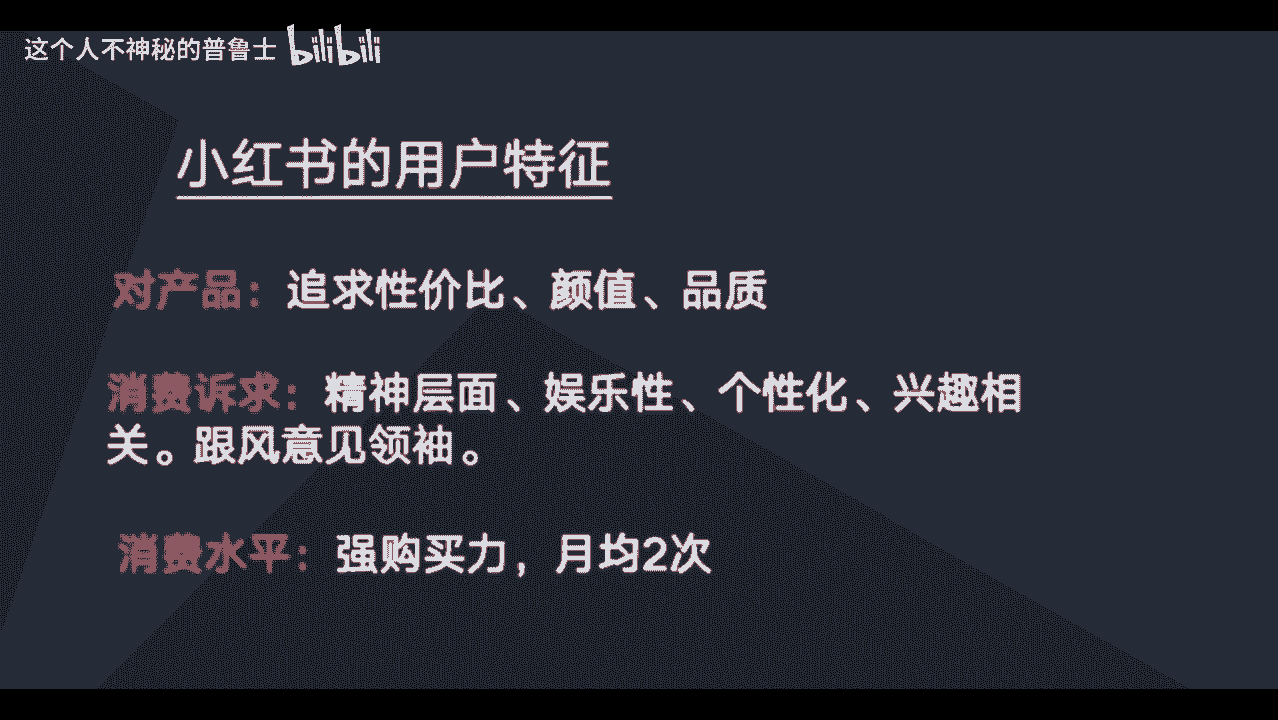 这个人不神秘的普鲁士 bilibili
小红书的用户特征
对产品：追求性价比、颜值、品质
消费诉求：精神层面、娱乐性、个性化、兴趣相
关。跟风意见领袖。
消费水平：强购买力，月均2次